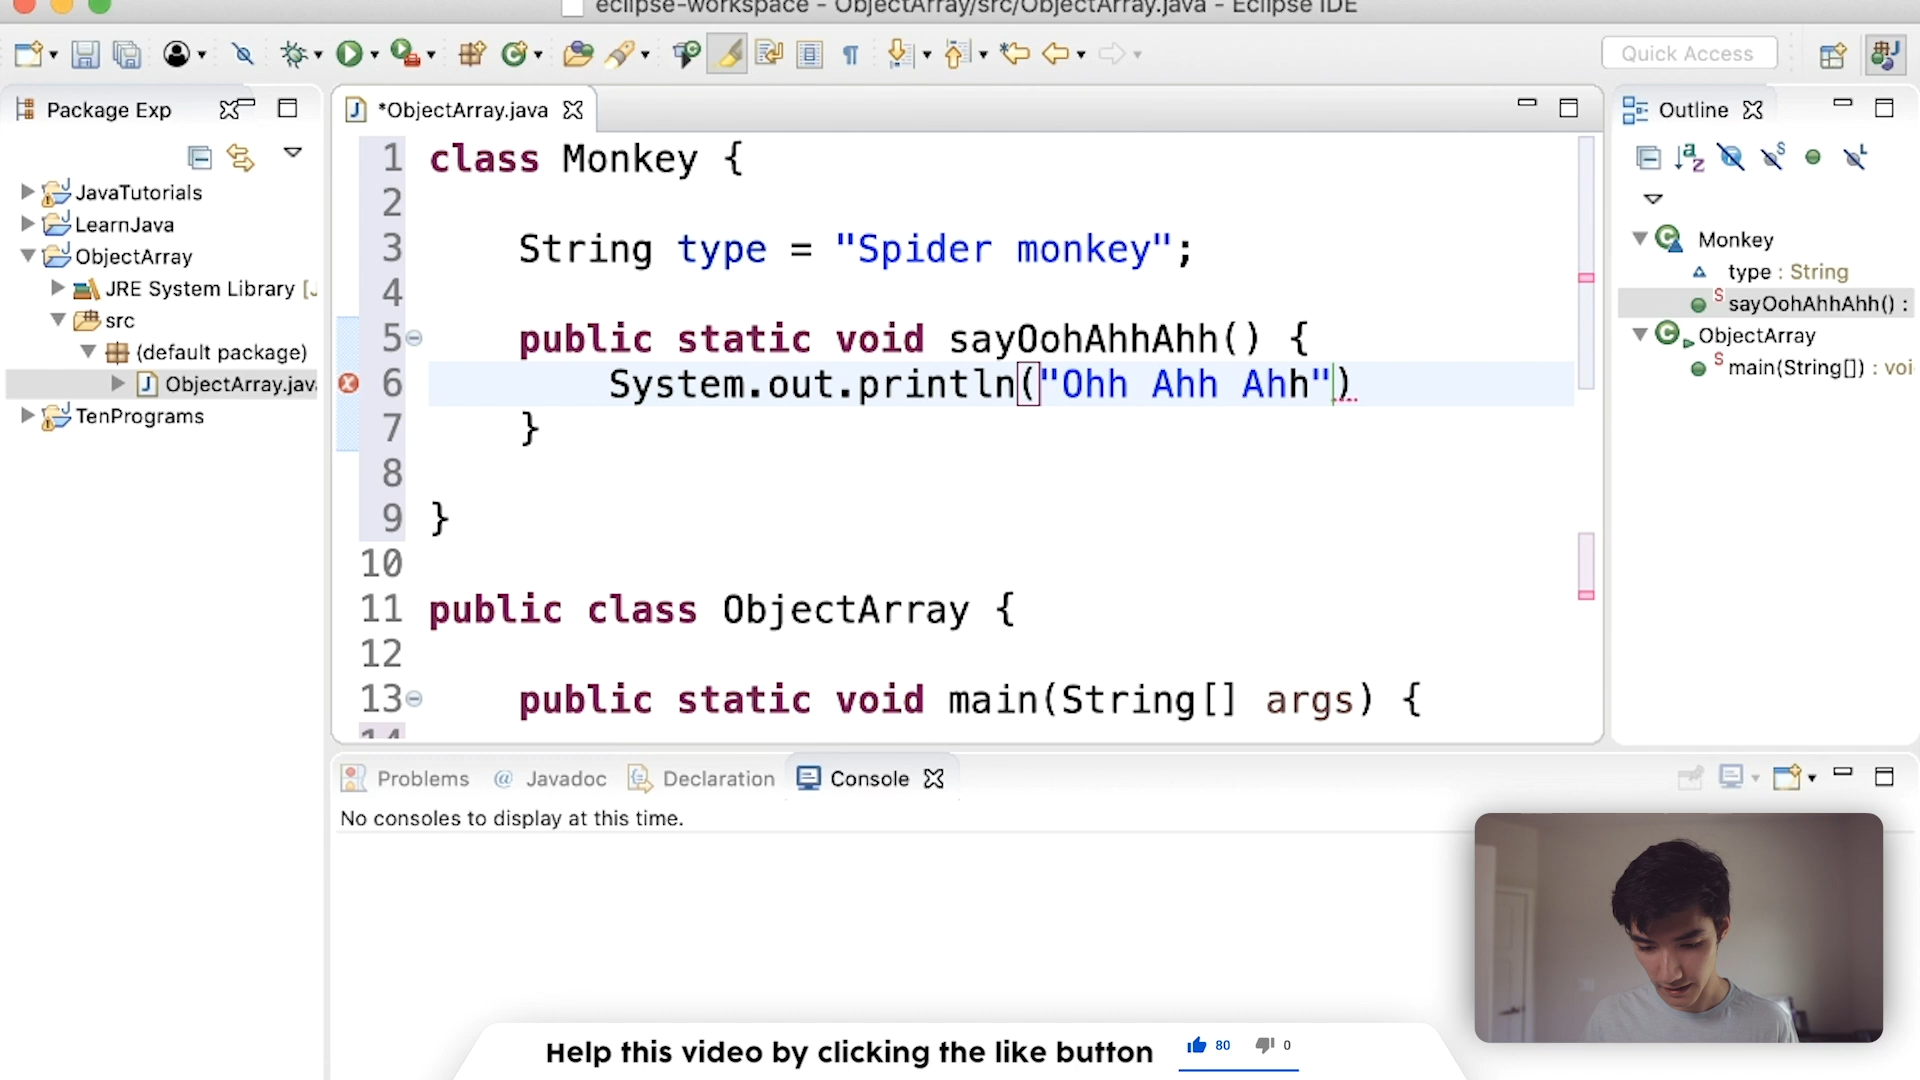 eclipse-workspace - ObjectArray/src/ObjectArray.java - Eclipse IDE
Quick Access
Package Exp
*ObjectArray.java
Outline
JavaTutorials
LearnJava
ObjectArray
JRE System Library [J
src
(default package)
ObjectArray.jav
TenPrograms
1 class Monkey {
2
3 String type = "Spider monkey";
4
5 public static void sayOohAhhAhh() {
6 System.out.println("Ohh Ahh Ahh")
7 }
8
9 }
10
11 public class ObjectArray {
12
13 public static void main(String[] args) {
14
Monkey
type : String
sayOohAhhAhh() :
ObjectArray
main(String[]) : voi
Problems
Javadoc
Declaration
Console
No consoles to display at this time.
Help this video by clicking the like button
80
0